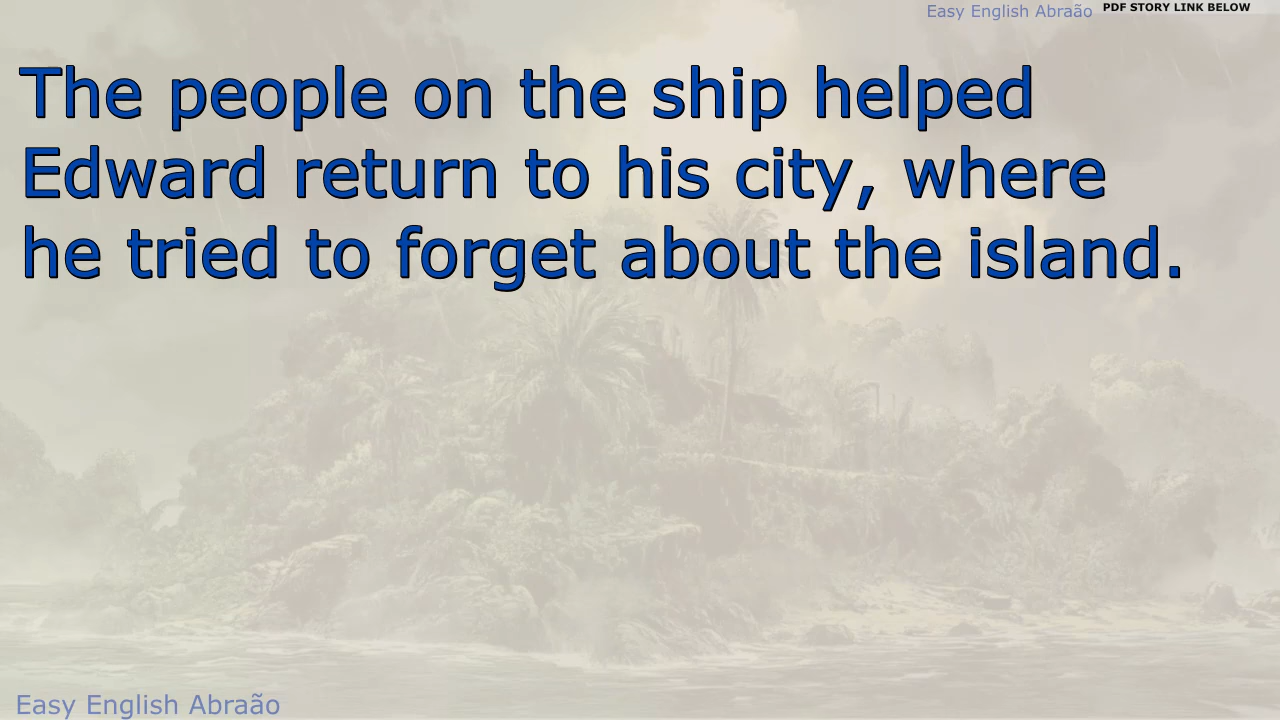 Easy English Abraão PDF STORY LINK BELOW
The people on the ship helped
Edward return to his city, where
he tried to forget about the island.
Easy English Abraão